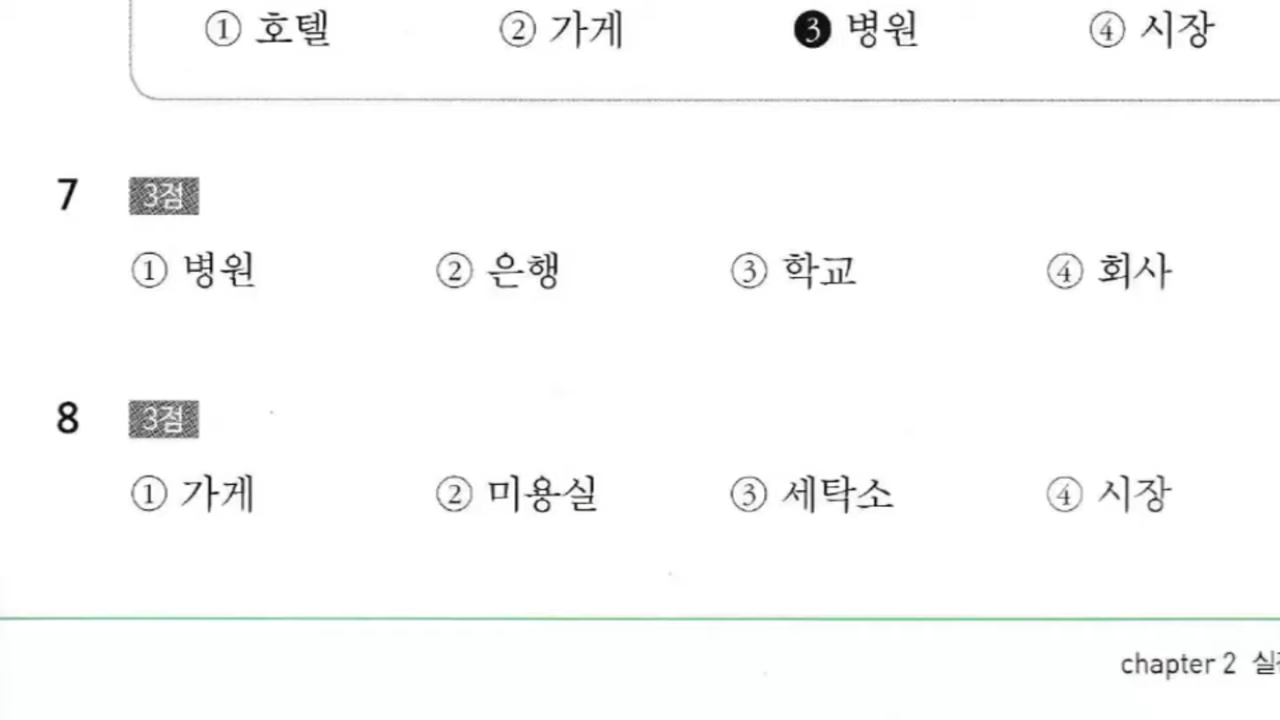 ① 호텔 ② 가게 ❸ 병원 ④ 시장
7 3점
① 병원 ② 은행 ③ 학교 ④ 회사
8 3점
① 가게 ② 미용실 ③ 세탁소 ④ 시장
chapter 2